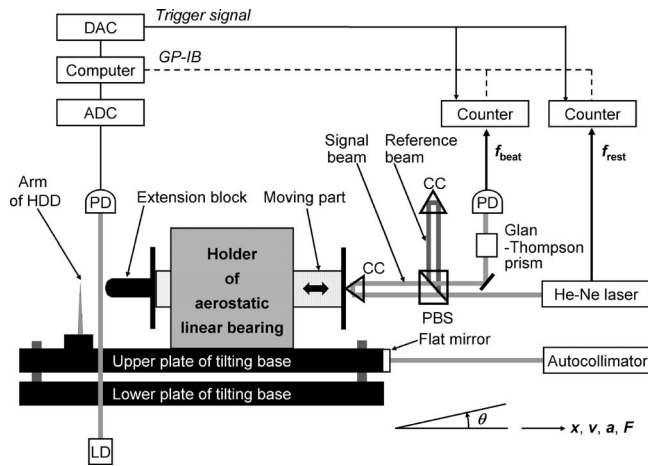 DAC
Trigger signal
Computer
GP-IB
ADC
Counter
Counter
Signal
beam
Reference
beam
f_beat
f_rest
Arm
of HDD
PD
Extension block
Moving part
CC
PD
Glan
-Thompson
prism
Holder
of
aerostatic
linear bearing
CC
PBS
He-Ne laser
Flat mirror
Upper plate of tilting base
Autocollimator
Lower plate of tilting base
θ
x, v, a, F
LD